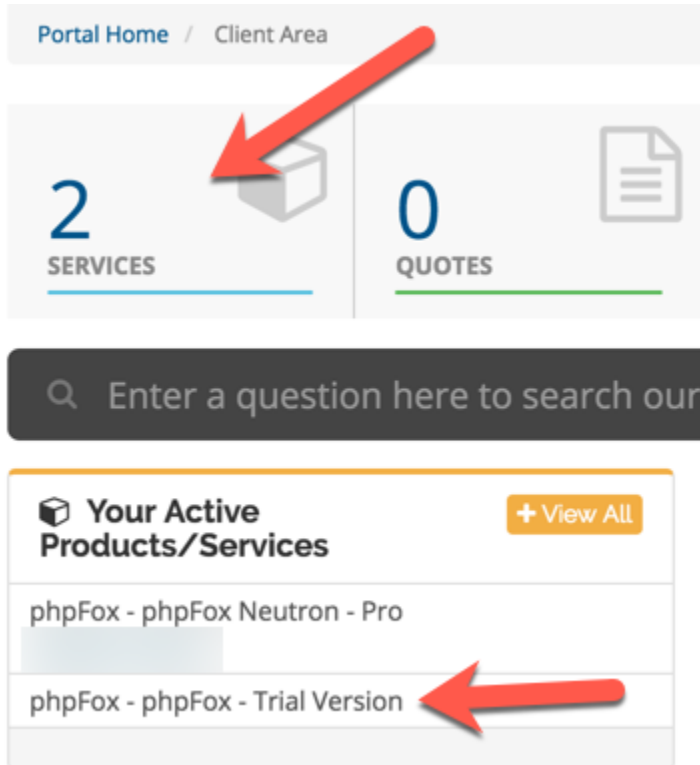 Portal Home / Client Area
2
SERVICES
0
QUOTES
Enter a question here to search our
Your Active
Products/Services
+ View All
phpFox - phpFox Neutron - Pro
phpFox - phpFox - Trial Version